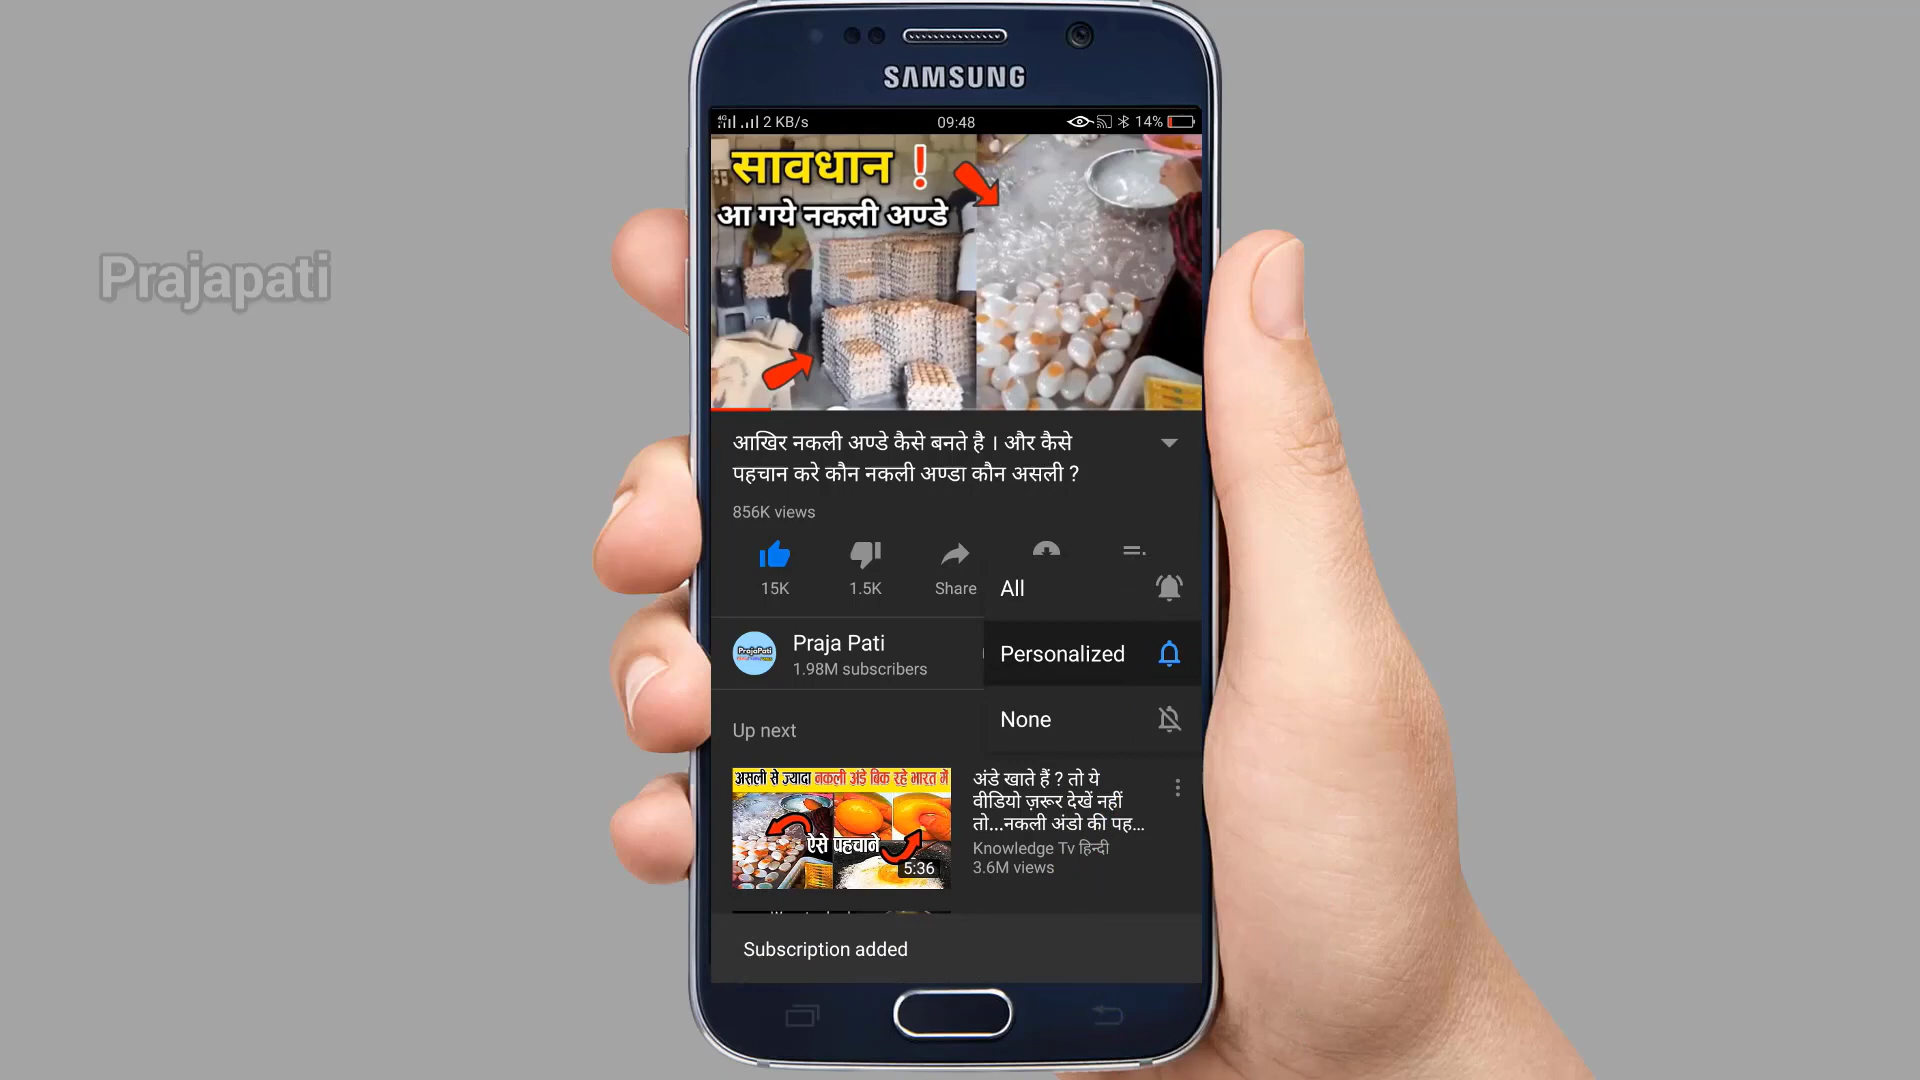 SAMSUNG
4G 2 KB/s 09:48 14%
सावधान !
आ गये नकली अण्डे
Prajapati
आखिर नकली अण्डे कैसे बनते है । और कैसे
पहचान करे कौन नकली अण्डा कौन असली ?
856K views
15K 1.5K Share
All
Praja Pati
1.98M subscribers
PrajaPati
Personalized
None
Up next
असली से ज्यादा नकली अंडे बिक रहे भारत में
ऐसे पहचाने
5:36
अंडे खाते हैं ? तो ये
वीडियो ज़रूर देखें नहीं
तो...नकली अंडो की पह...
Knowledge Tv हिन्दी
3.6M views
Subscription added